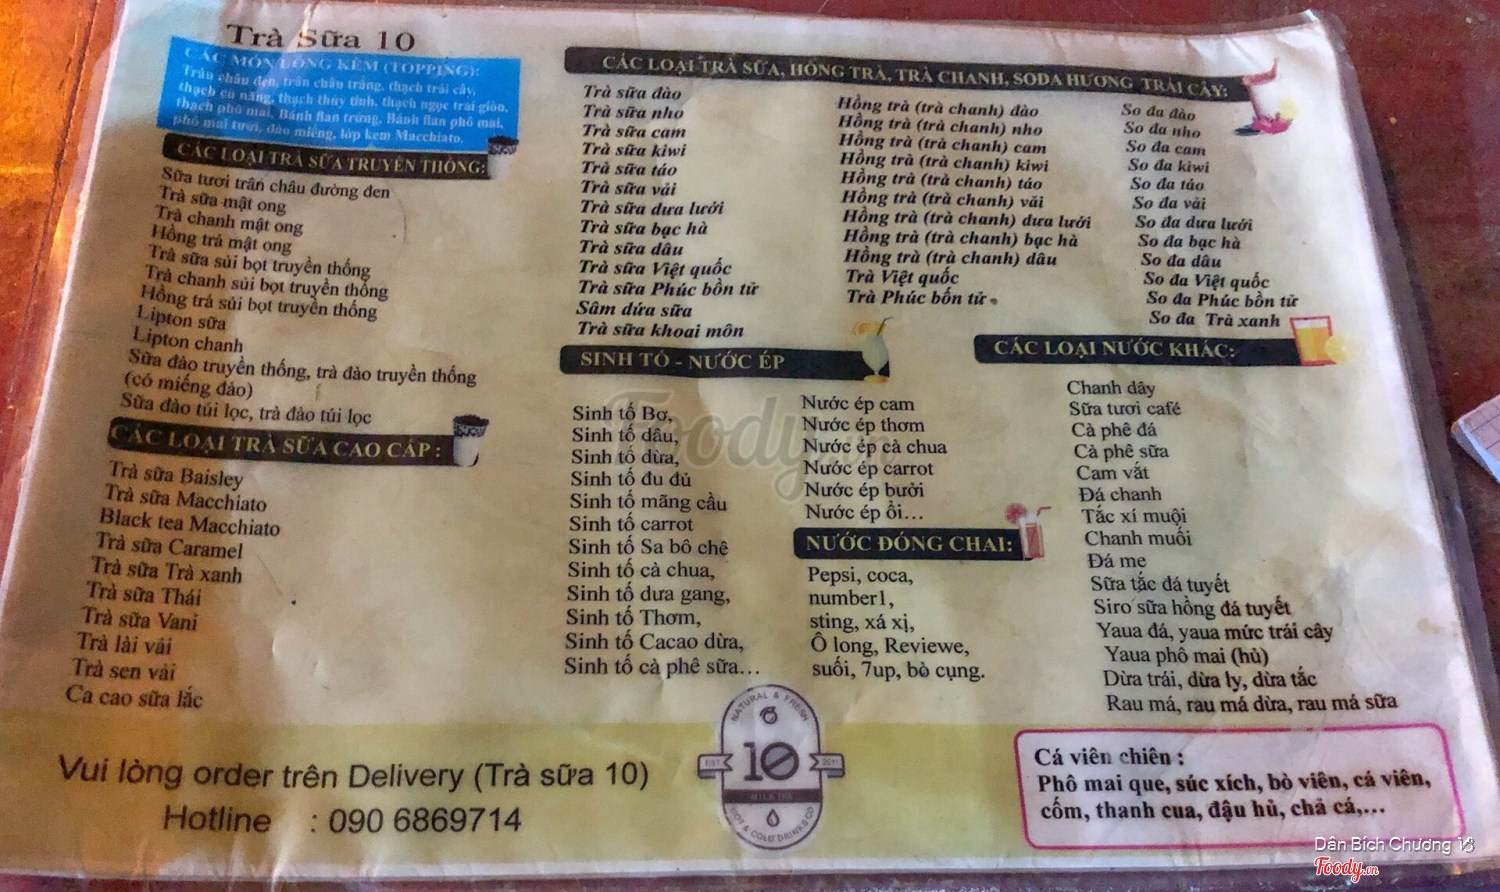 Trà Sữa 10
CÁC MÓN UỐNG KÈM (TOPPING):
Trân châu đen, trân châu trắng, thạch trái cây,
thạch củ năng, thạch thủy tinh, thạch ngọc trai giòn,
thạch phô mai, Bánh flan trứng, Bánh flan phô mai,
phô mai tươi, đào miếng, lớp kem Macchiato.
CÁC LOẠI TRÀ SỮA TRUYỀN THỐNG:
Sữa tươi trân châu đường đen
Trà sữa mật ong
Trà chanh mật ong
Hồng trà mật ong
Trà sữa sủi bọt truyền thống
Trà chanh sủi bọt truyền thống
Hồng trà sủi bọt truyền thống
Lipton sữa
Lipton chanh
Sữa đào truyền thống, trà đào truyền thống
(có miếng đào)
Sữa đào túi lọc, trà đào túi lọc
CÁC LOẠI TRÀ SỮA CAO CẤP :
Trà sữa Baisley
Trà sữa Macchiato
Black tea Macchiato
Trà sữa Caramel
Trà sữa Trà xanh
Trà sữa Thái
Trà sữa Vani
Trà lài vải
Trà sen vải
Ca cao sữa lắc
CÁC LOẠI TRÀ SỮA, HỒNG TRÀ, TRÀ CHANH, SODA HƯƠNG TRÁI CÂY:
Trà sữa đào
Trà sữa nho
Trà sữa cam
Trà sữa kiwi
Trà sữa táo
Trà sữa vải
Trà sữa dưa lưới
Trà sữa bạc hà
Trà sữa dâu
Trà sữa Việt quốc
Trà sữa Phúc bồn tử
Sâm dứa sữa
Trà sữa khoai môn
Hồng trà (trà chanh) đào
Hồng trà (trà chanh) nho
Hồng trà (trà chanh) cam
Hồng trà (trà chanh) kiwi
Hồng trà (trà chanh) táo
Hồng trà (trà chanh) vải
Hồng trà (trà chanh) dưa lưới
Hồng trà (trà chanh) bạc hà
Hồng trà (trà chanh) dâu
Trà Việt quốc
Trà Phúc bồn tử
So đa đào
So đa nho
So đa cam
So đa kiwi
So đa táo
So đa vải
So đa dưa lưới
So đa bạc hà
So đa dâu
So đa Việt quốc
So đa Phúc bồn tử
So đa Trà xanh
SINH TỐ - NƯỚC ÉP
Sinh tố Bơ,
Sinh tố dâu,
Sinh tố dừa,
Sinh tố đu đủ
Sinh tố mãng cầu
Sinh tố carrot
Sinh tố Sa bô chê
Sinh tố cà chua,
Sinh tố dưa gang,
Sinh tố Thơm,
Sinh tố Cacao dừa,
Sinh tố cà phê sữa...
Nước ép cam
Nước ép thơm
Nước ép cà chua
Nước ép carrot
Nước ép bưởi
Nước ép ổi...
NƯỚC ĐÓNG CHAI:
Pepsi, coca,
number1,
sting, xá xị,
Ô long, Reviewe,
suối, 7up, bò cụng.
CÁC LOẠI NƯỚC KHÁC:
Chanh dây
Sữa tươi café
Cà phê đá
Cà phê sữa
Cam vắt
Đá chanh
Tắc xí muội
Chanh muối
Đá me
Sữa tắc đá tuyết
Siro sữa hồng đá tuyết
Yaua đá, yaua mức trái cây
Yaua phô mai (hủ)
Dừa trái, dừa ly, dừa tắc
Rau má, rau má dừa, rau má sữa
Cá viên chiên :
Phô mai que, súc xích, bò viên, cá viên,
cốm, thanh cua, đậu hủ, chả cá,...
Vui lòng order trên Delivery (Trà sữa 10)
Hotline : 090 6869714
NATURAL & FRESH
EST 10 2011
MILK TEA
HOT & COLD DRINKS CO
Foody.vn
Dân Bích Chương 18
Foody.vn